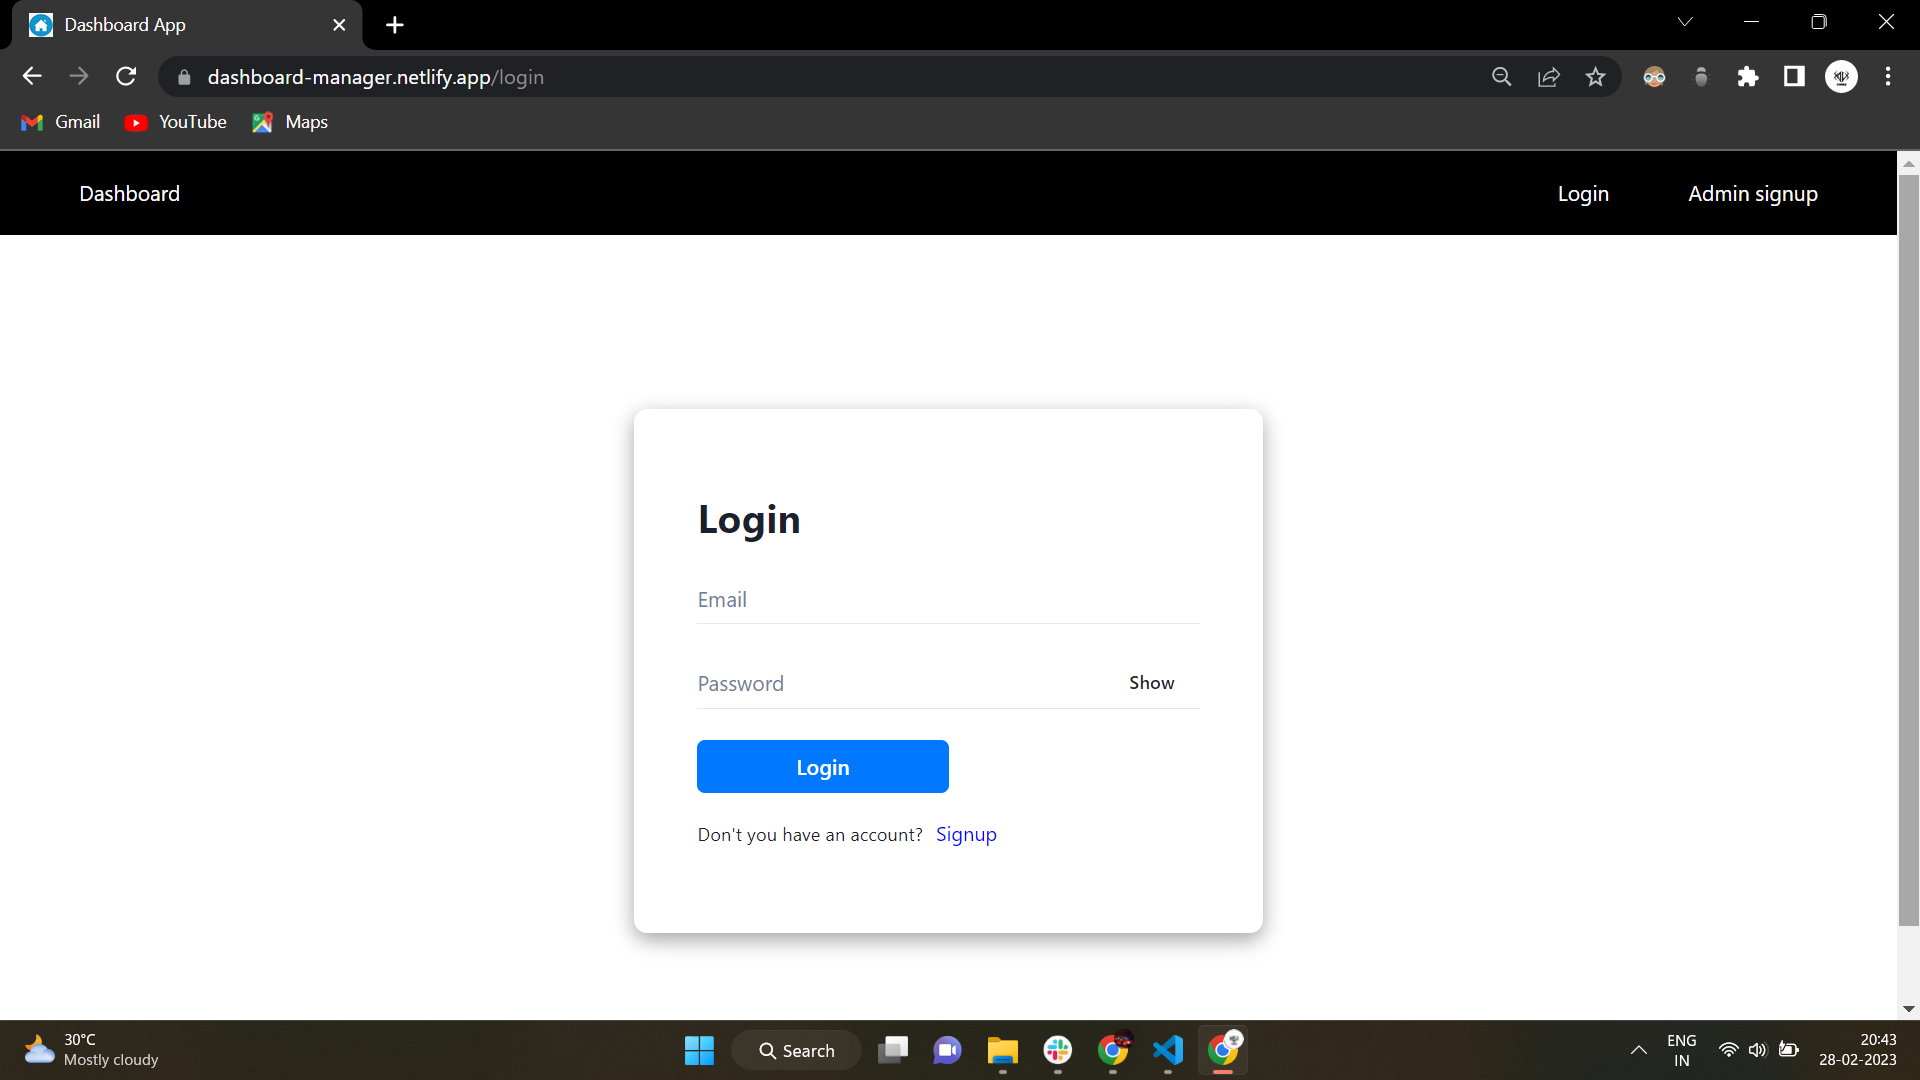 Dashboard App
dashboard-manager.netlify.app/login
Gmail YouTube Maps
Dashboard Login Admin signup
Login
Email
Password Show
Login
Don't you have an account? Signup
30°C
Mostly cloudy
Search
ENG
IN
20:43
28-02-2023